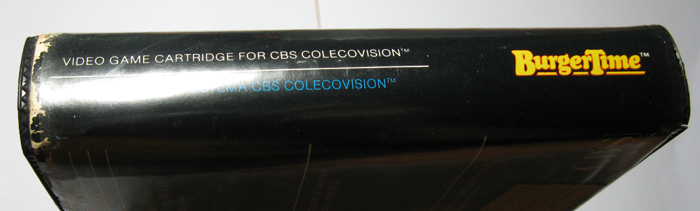 VIDEO GAME CARTRIDGE FOR CBS COLECOVISION™
CBS COLECOVISION™
BurgerTime™